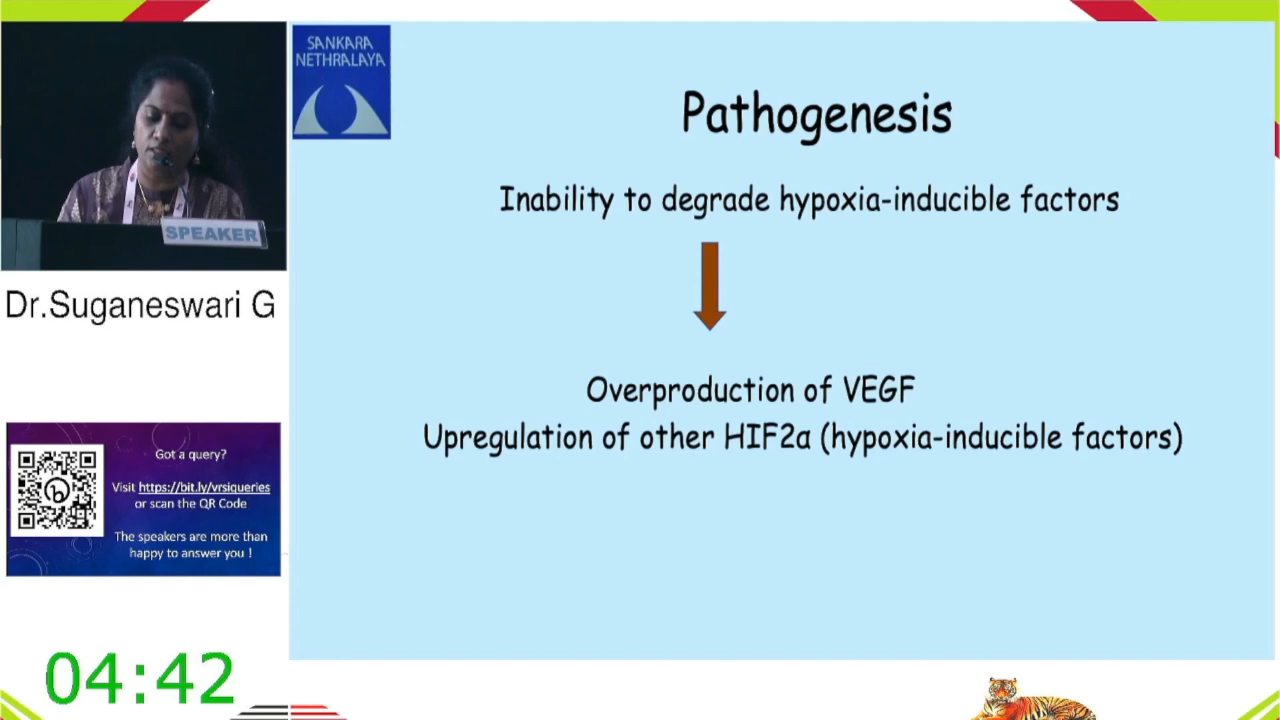 SANKARA
NETHRALAYA
Pathogenesis
Inability to degrade hypoxia-inducible factors
Overproduction of VEGF
Upregulation of other HIF2α (hypoxia-inducible factors)
SPEAKER
Dr.Suganeswari G
Got a query?
Visit https://bit.ly/vrsiqueries
or scan the QR Code
The speakers are more than
happy to answer you !
04:42